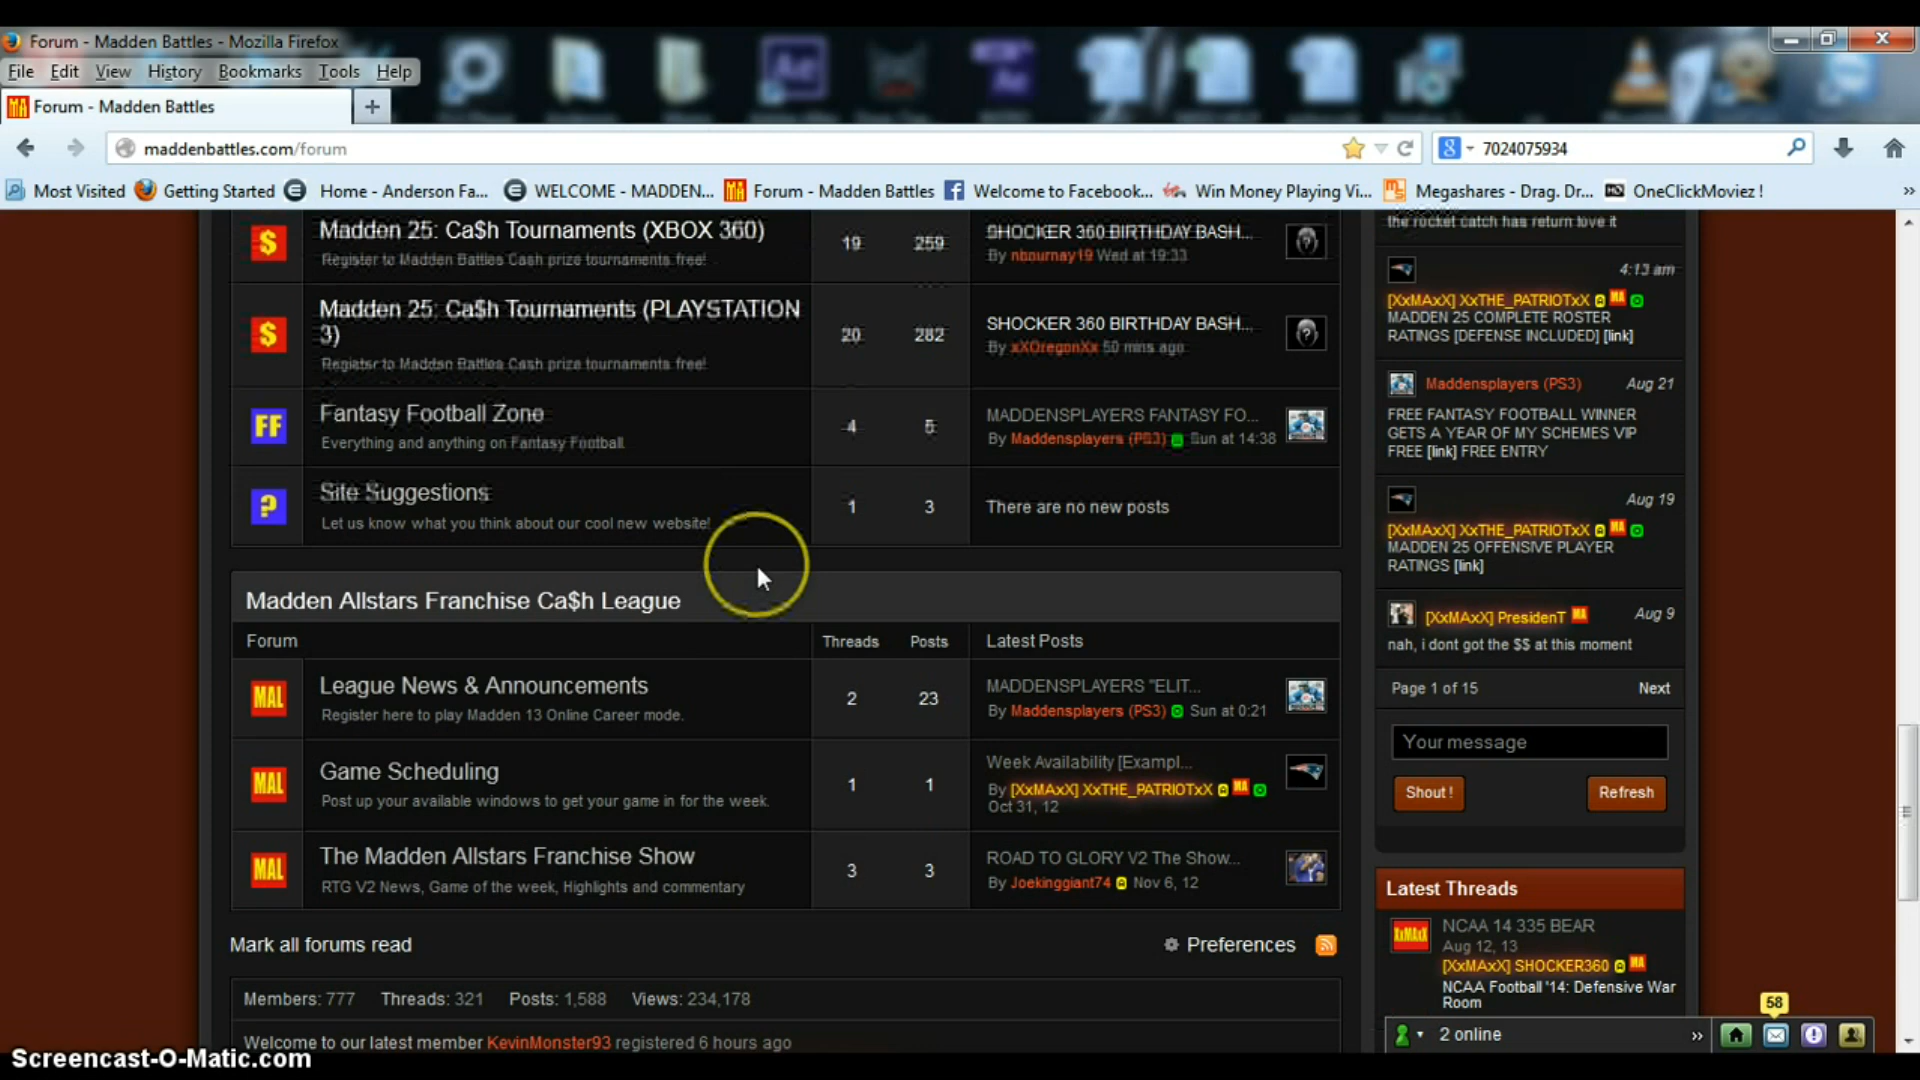 Forum - Madden Battles - Mozilla Firefox
File Edit View History Bookmarks Tools Help
Forum - Madden Battles
maddenbattles.com/forum
7024075934
Most Visited Getting Started Home - Anderson Fa... WELCOME - MADDEN... Forum - Madden Battles Welcome to Facebook... Win Money Playing Vi... Megashares - Drag. Dr... OneClickMoviez !
Madden 25: Ca$h Tournaments (XBOX 360)
Register to Madden Battles Cash prize tournaments free!
19 259
SHOCKER 360 BIRTHDAY BASH...
By nbournay19 Wed at 19:33
Madden 25: Ca$h Tournaments (PLAYSTATION
3)
Register to Madden Battles Cash prize tournaments free!
20 282
SHOCKER 360 BIRTHDAY BASH...
By xXOregonXx 50 mins ago
FF
Fantasy Football Zone
Everything and anything on Fantasy Football.
4 5
MADDENSPLAYERS FANTASY FO...
By Maddensplayers (PS3) Sun at 14:38
?
Site Suggestions
Let us know what you think about our cool new website!
1 3
There are no new posts
Madden Allstars Franchise Ca$h League
Forum Threads Posts Latest Posts
MAL
League News & Announcements
Register here to play Madden 13 Online Career mode.
2 23
MADDENSPLAYERS "ELIT...
By Maddensplayers (PS3) Sun at 0:21
MAL
Game Scheduling
Post up your available windows to get your game in for the week.
1 1
Week Availability [Exampl...
By [XxMAxX] XxTHE_PATRIOTxX MA
Oct 31, 12
MAL
The Madden Allstars Franchise Show
RTG V2 News, Game of the week, Highlights and commentary
3 3
ROAD TO GLORY V2 The Show...
By Joekinggiant74 Nov 6, 12
Mark all forums read
Preferences
Members: 777 Threads: 321 Posts: 1,588 Views: 234,178
Welcome to our latest member KevinMonster93 registered 6 hours ago
the rocket catch has return love it
4:13 am
[XxMAxX] XxTHE_PATRIOTxX MA
MADDEN 25 COMPLETE ROSTER
RATINGS [DEFENSE INCLUDED] [link]
Maddensplayers (PS3) Aug 21
FREE FANTASY FOOTBALL WINNER
GETS A YEAR OF MY SCHEMES VIP
FREE [link] FREE ENTRY
Aug 19
[XxMAxX] XxTHE_PATRIOTxX MA
MADDEN 25 OFFENSIVE PLAYER
RATINGS [link]
[XxMAxX] PresidenT MA Aug 9
nah, i dont got the $$ at this moment
Page 1 of 15 Next
Your message
Shout ! Refresh
Latest Threads
XxMAxX
NCAA 14 335 BEAR
Aug 12, 13
[XxMAxX] SHOCKER360 MA
NCAA Football '14: Defensive War
Room
58
2 online
Screencast-O-Matic.com